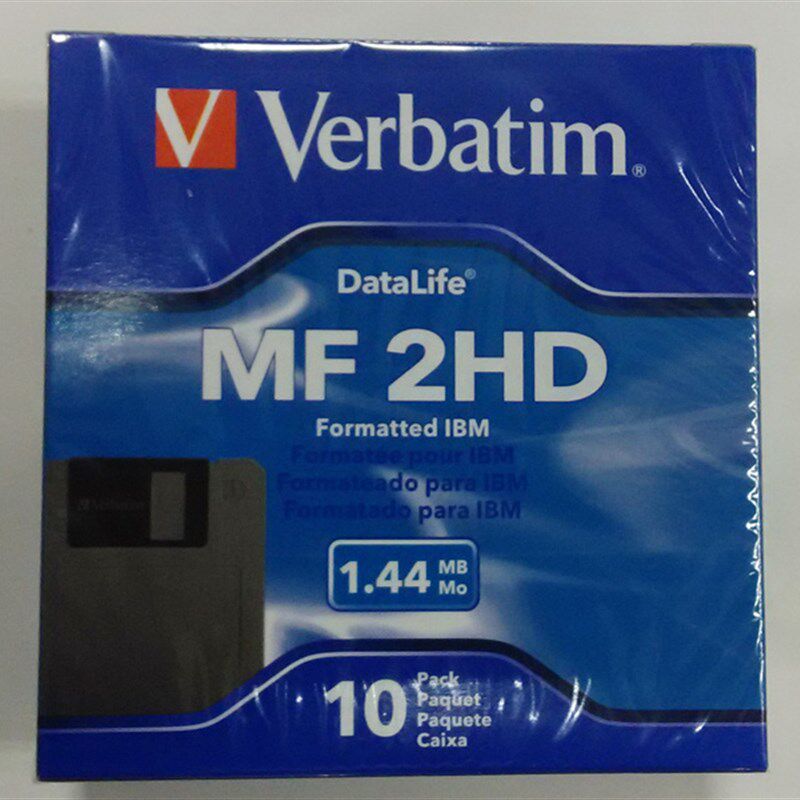 V Verbatim®
DataLife®
MF 2HD
Formatted IBM
Formatée pour IBM
Formateado para IBM
Formatado para IBM
Verbatim
1.44 MB
Mo
10 Pack
Paquet
Paquete
Caixa